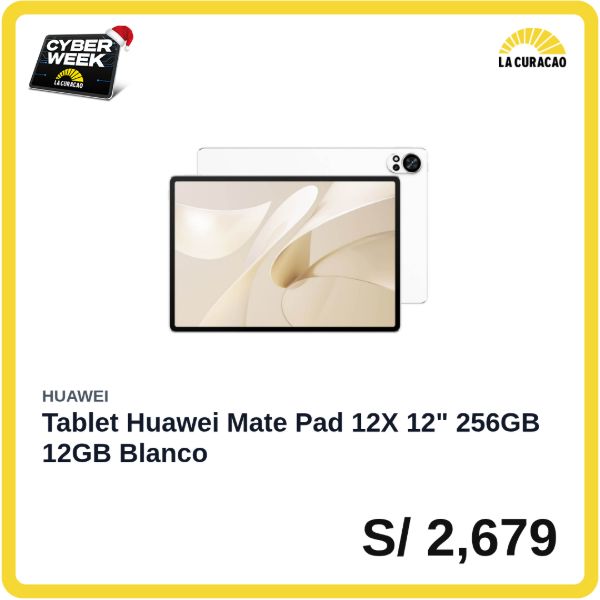 CYBER
WEEK
LA CURACAO
LA CURACAO
HUAWEI
Tablet Huawei Mate Pad 12X 12" 256GB
12GB Blanco
S/ 2,679